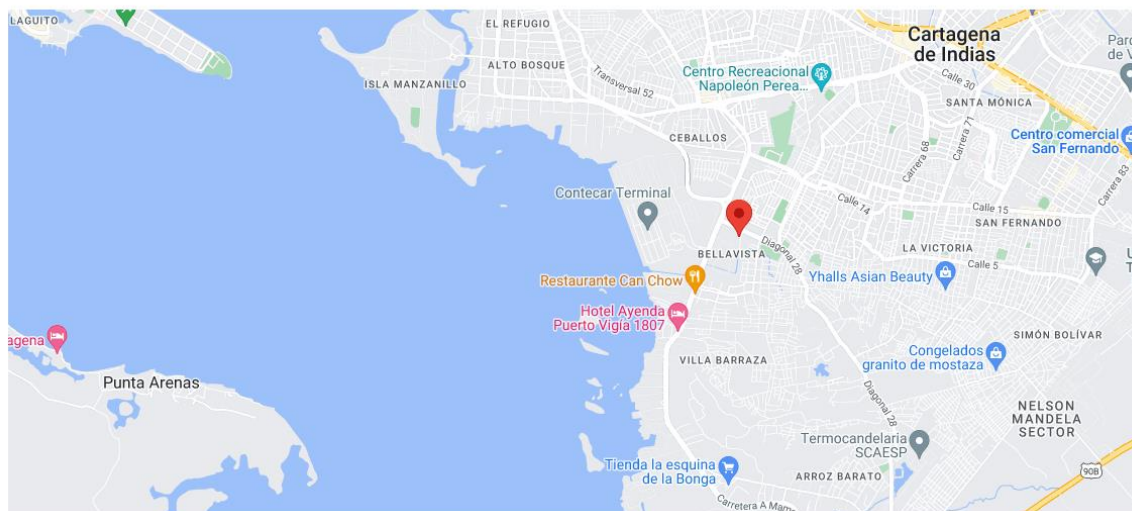 LAGUITO
EL REFUGIO
ALTO BOSQUE
ISLA MANZANILLO
Transversal 52
Cartagena
de Indias
Centro Recreacional
Napoleón Perea...
Calle 30
Parc
de V
SANTA MÓNICA
CEBALLOS
Carrera 68
Carrera 71
Centro comercial
San Fernando
Carrera 83
Contecar Terminal
Calle 14
Calle 15
SAN FERNANDO
BELLAVISTA
Diagonal 28
LA VICTORIA
Calle 5
U
T
Restaurante Can Chow
Yhalls Asian Beauty
Hotel Ayenda
Puerto Vigía 1807
agena
Punta Arenas
VILLA BARRAZA
SIMÓN BOLÍVAR
Congelados
granito de mostaza
Diagonal 28
NELSON
MANDELA
SECTOR
Termocandelaria
SCAESP
Tienda la esquina
de la Bonga
ARROZ BARATO
90B
Carretera A Mamo